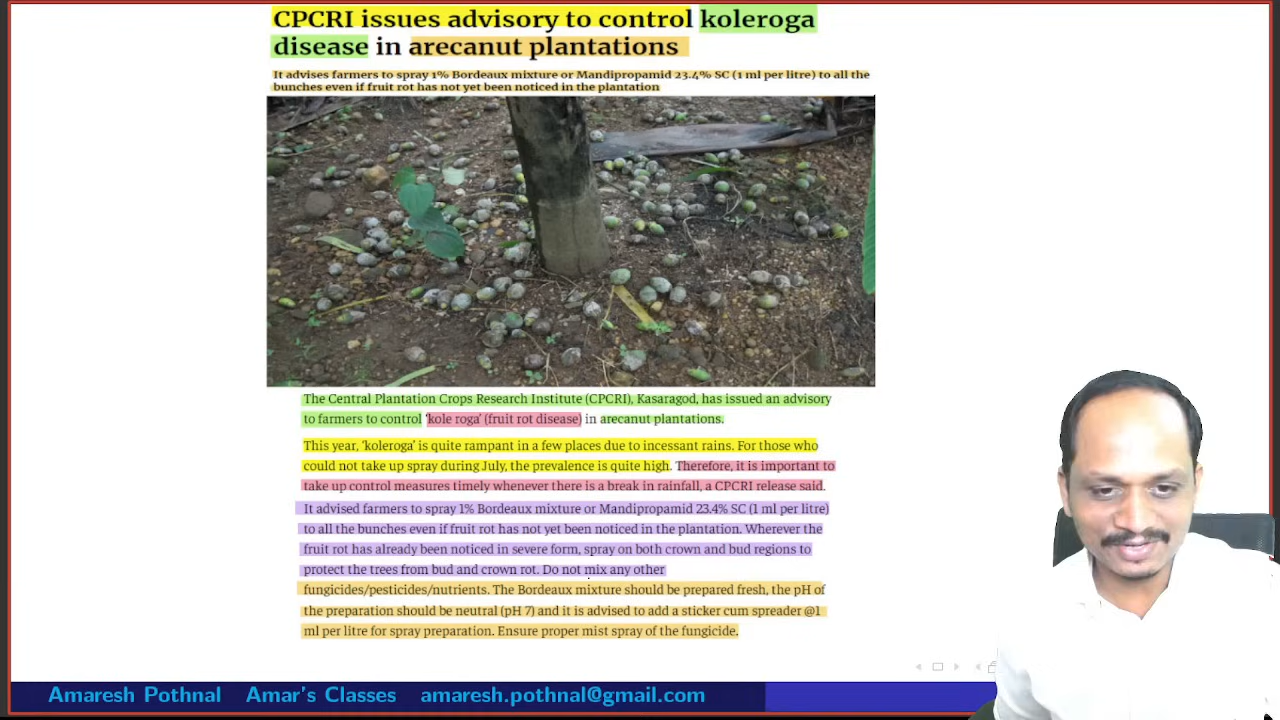 CPCRI issues advisory to control koleroga
disease in arecanut plantations
It advises farmers to spray 1% Bordeaux mixture or Mandipropamid 23.4% SC (1 ml per litre) to all the
bunches even if fruit rot has not yet been noticed in the plantation
The Central Plantation Crops Research Institute (CPCRI), Kasaragod, has issued an advisory
to farmers to control ‘kole roga’ (fruit rot disease) in arecanut plantations.
This year, ‘koleroga’ is quite rampant in a few places due to incessant rains. For those who
could not take up spray during July, the prevalence is quite high. Therefore, it is important to
take up control measures timely whenever there is a break in rainfall, a CPCRI release said.
It advised farmers to spray 1% Bordeaux mixture or Mandipropamid 23.4% SC (1 ml per litre)
to all the bunches even if fruit rot has not yet been noticed in the plantation. Wherever the
fruit rot has already been noticed in severe form, spray on both crown and bud regions to
protect the trees from bud and crown rot. Do not mix any other
fungicides/pesticides/nutrients. The Bordeaux mixture should be prepared fresh, the pH of
the preparation should be neutral (pH 7) and it is advised to add a sticker cum spreader @1
ml per litre for spray preparation. Ensure proper mist spray of the fungicide.
Amaresh Pothnal Amar's Classes amaresh.pothnal@gmail.com